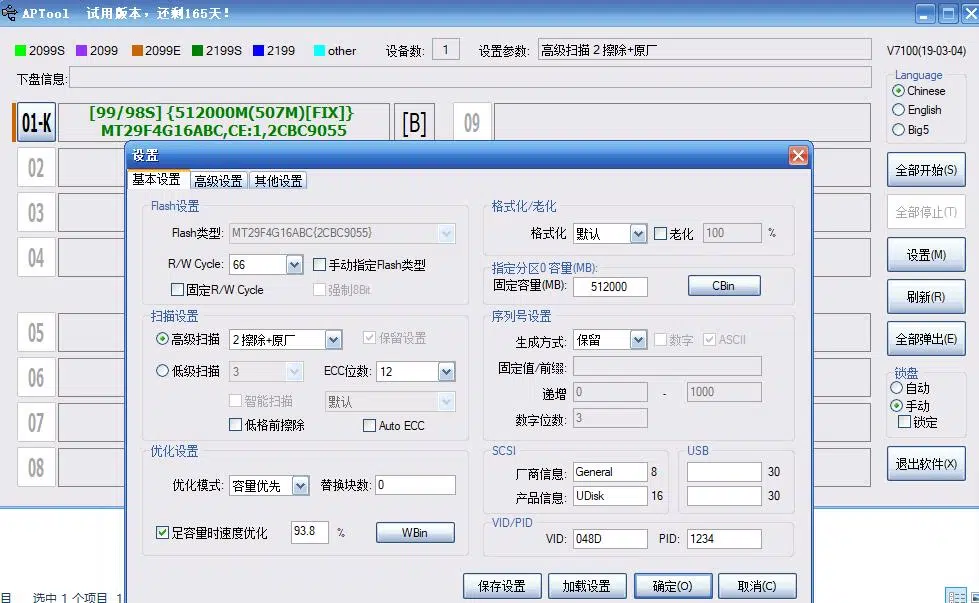 APTool 试用版本，还剩165天！
2099S 2099 2099E 2199S 2199 other 设备数: 1 设置参数: 高级扫描 2 擦除+原厂 V7100(19-03-04)
下盘信息:
Language
Chinese
English
Big5
01-K [99/98S] {512000M(507M)[FIX]} [B] 09
MT29F4G16ABC,CE:1,2CBC9055
02
03
04
05
06
07
08
全部开始(S)
全部停止(T)
设置(M)
刷新(R)
全部弹出(E)
锁盘
自动
手动
锁定
退出软件(X)
设置
基本设置 高级设置 其他设置
Flash设置
Flash类型: MT29F4G16ABC{2CBC9055}
R/W Cycle: 66 手动指定Flash类型
固定R/W Cycle 强制8Bit
扫描设置
高级扫描 2 擦除+原厂 保留设置
低级扫描 3 ECC位数: 12
智能扫描 默认
低格前擦除 Auto ECC
优化设置
优化模式: 容量优先 替换块数: 0
足容量时速度优化 93.8 % WBin
格式化/老化
格式化 默认 老化 100 %
指定分区0 容量(MB):
固定容量(MB): 512000 CBin
序列号设置
生成方式: 保留 数字 ASCII
固定值/前缀:
递增 0 - 1000
数字位数: 3
SCSI
厂商信息: General 8
产品信息: UDisk 16
USB
30
30
VID/PID
VID: 048D PID: 1234
保存设置 加载设置 确定(O) 取消(C)
目 选中 1 个项目 1